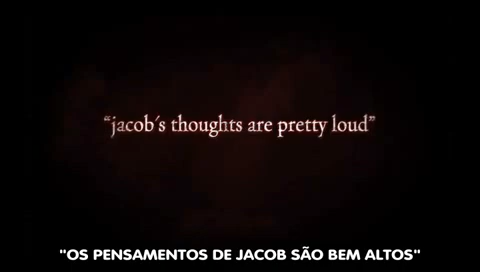 “jacob´s thoughts are pretty loud”
"OS PENSAMENTOS DE JACOB SÃO BEM ALTOS"